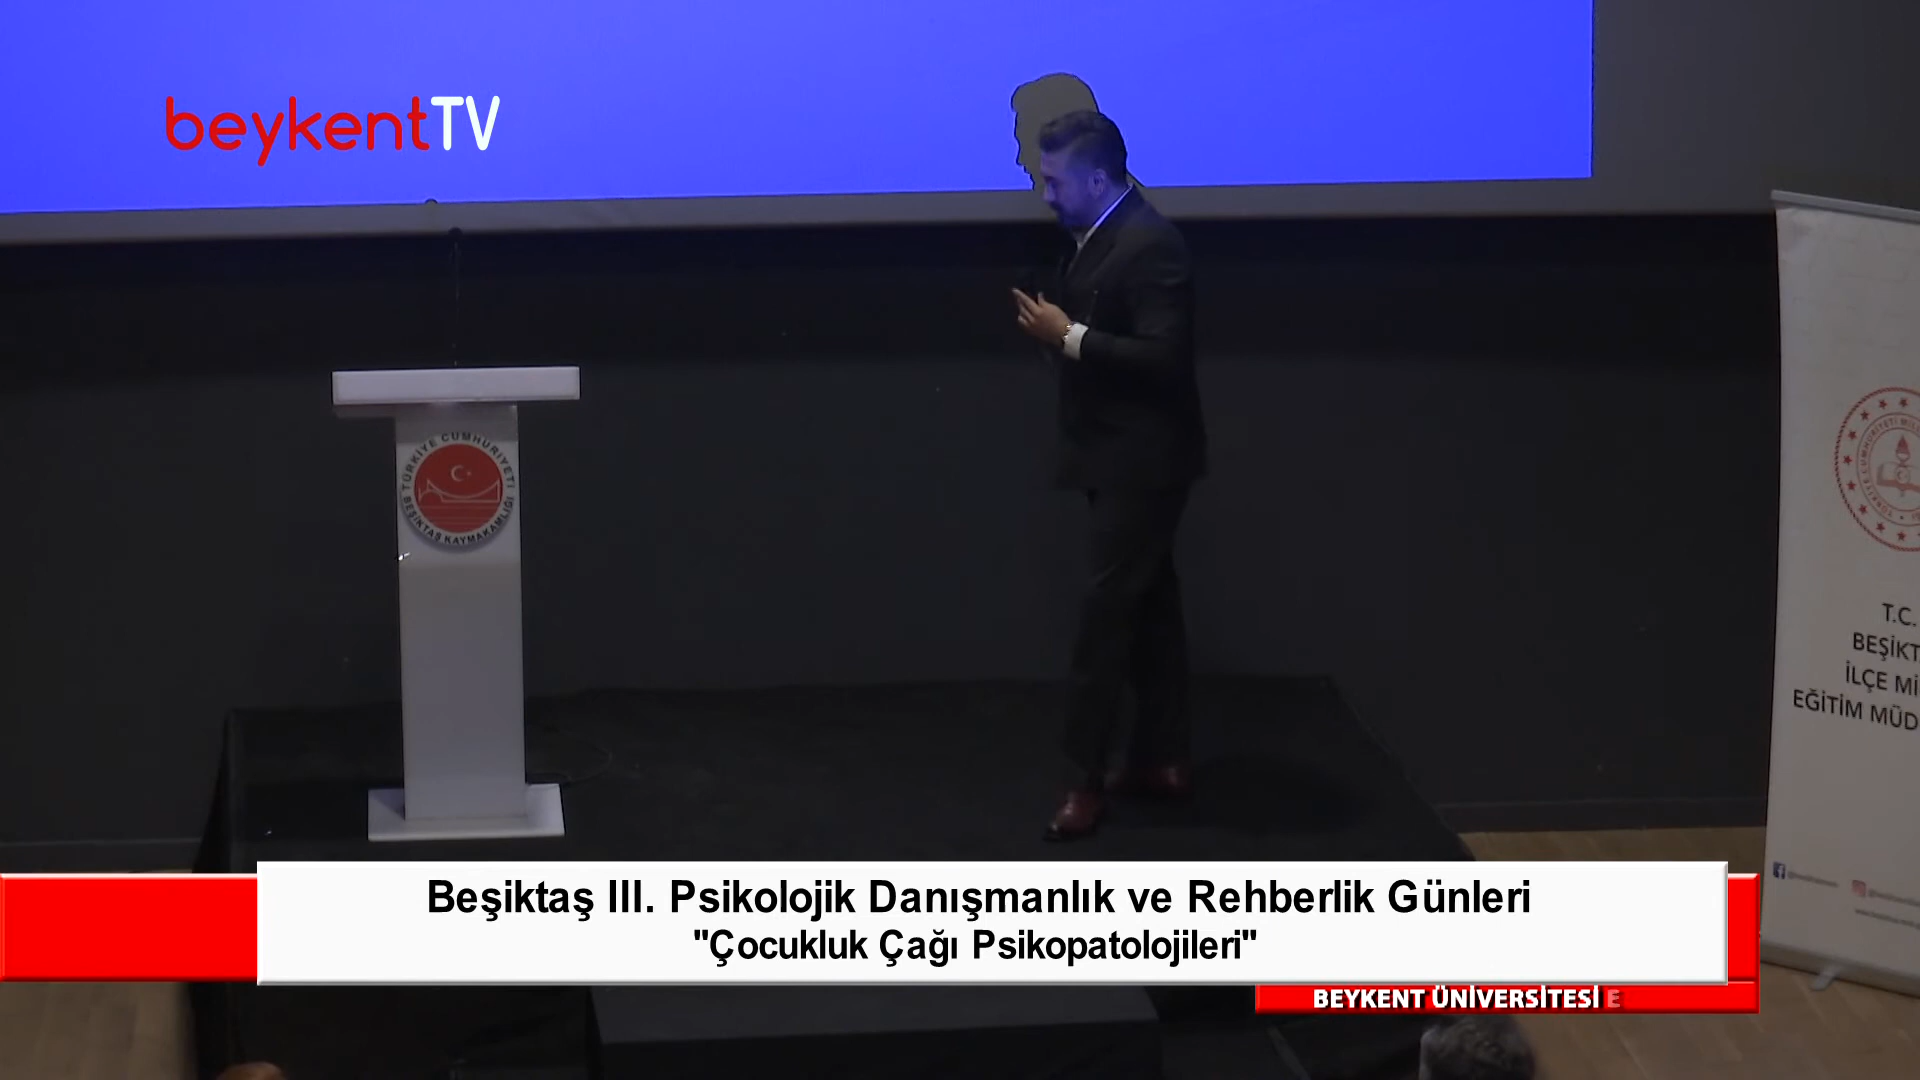 beykentTV
TÜRKİYE CUMHURİYETİ
BEŞİKTAŞ KAYMAKAMLIĞI
T.C.
BEŞİKT
İLÇE Mİ
EĞİTİM MÜD
Beşiktaş III. Psikolojik Danışmanlık ve Rehberlik Günleri
"Çocukluk Çağı Psikopatolojileri"
BEYKENT ÜNİVERSİTESİ E